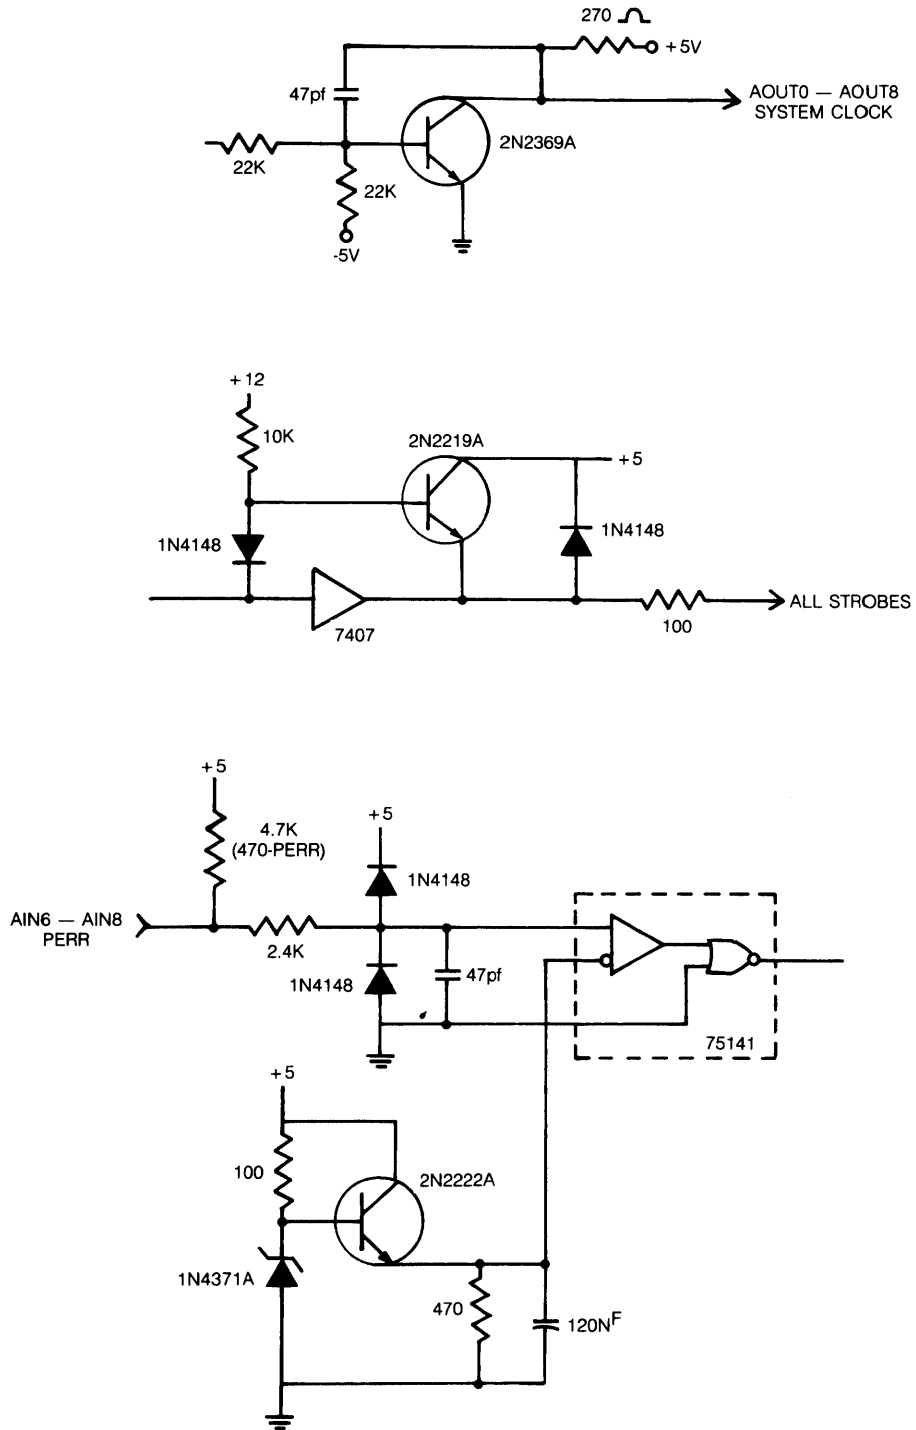 270
+5V
47pf
AOUT0 — AOUT8
SYSTEM CLOCK
2N2369A
22K
22K
-5V
+12
10K
2N2219A
+5
1N4148
1N4148
7407
100
ALL STROBES
+5
4.7K
(470-PERR)
+5
1N4148
AIN6 — AIN8
PERR
2.4K
1N4148
47pf
75141
+5
100
2N2222A
1N4371A
470
120NF